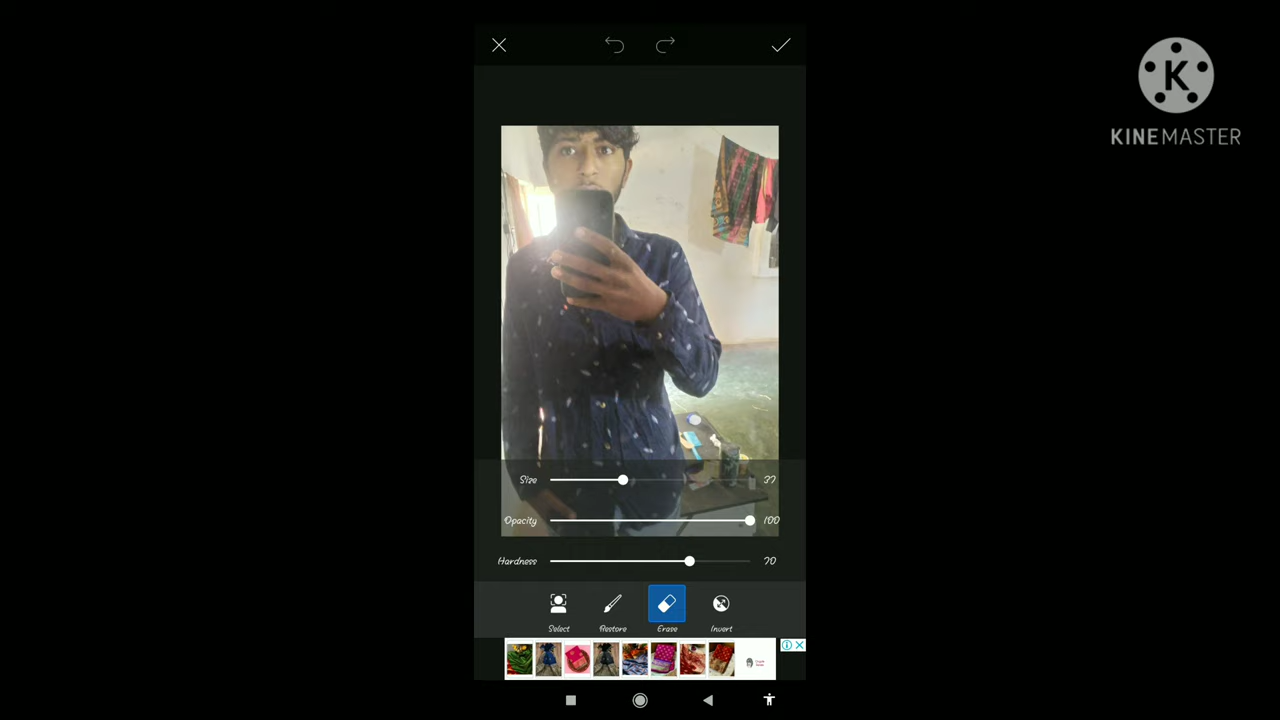 K
KINEMASTER
Size 37
Opacity 100
Hardness 70
Select Restore Erase Invert